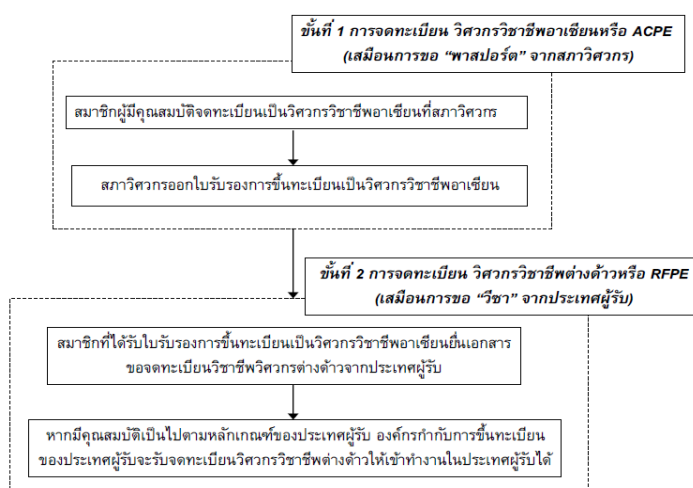 ขั้นที่ 1 การจดทะเบียน วิศวกรวิชาชีพอาเซียนหรือ ACPE
(เสมือนการขอ “พาสปอร์ต” จากสภาวิศวกร)
สมาชิกผู้มีคุณสมบัติจดทะเบียนเป็นวิศวกรวิชาชีพอาเซียนที่สภาวิศวกร
สภาวิศวกรออกใบรับรองการขึ้นทะเบียนเป็นวิศวกรวิชาชีพอาเซียน
ขั้นที่ 2 การจดทะเบียน วิศวกรวิชาชีพต่างด้าวหรือ RFPE
(เสมือนการขอ “วีซา” จากประเทศผู้รับ)
สมาชิกที่ได้รับใบรับรองการขึ้นทะเบียนเป็นวิศวกรวิชาชีพอาเซียนยื่นเอกสาร
ขอจดทะเบียนวิชาชีพวิศวกรต่างด้าวจากประเทศผู้รับ
หากมีคุณสมบัติเป็นไปตามหลักเกณฑ์ของประเทศผู้รับ องค์กรกำกับการขึ้นทะเบียน
ของประเทศผู้รับจะรับจดทะเบียนวิศวกรวิชาชีพต่างด้าวให้เข้าทำงานในประเทศผู้รับได้